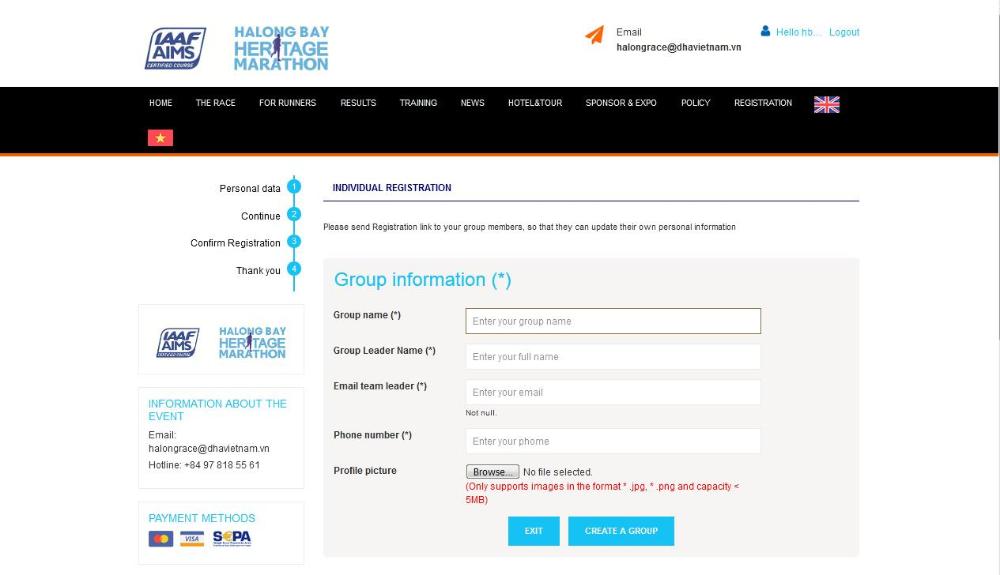 IAAF
AIMS
CERTIFIED COURSE
HALONG BAY
HERITAGE
MARATHON
Email
halongrace@dhavietnam.vn
Hello hb... Logout
HOME THE RACE FOR RUNNERS RESULTS TRAINING NEWS HOTEL&TOUR SPONSOR & EXPO POLICY REGISTRATION
Personal data 1
Continue 2
Confirm Registration 3
Thank you 4
IAAF
AIMS
CERTIFIED COURSE
HALONG BAY
HERITAGE
MARATHON
INFORMATION ABOUT THE
EVENT
Email:
halongrace@dhavietnam.vn
Hotline: +84 97 818 55 61
PAYMENT METHODS
VISA S€PA
INDIVIDUAL REGISTRATION
Please send Registration link to your group members, so that they can update their own personal information
Group information (*)
Group name (*) Enter your group name
Group Leader Name (*) Enter your full name
Email team leader (*) Enter your email
Not null.
Phone number (*) Enter your phome
Profile picture Browse... No file selected.
(Only supports images in the format * .jpg, * .png and capacity <
5MB)
EXIT CREATE A GROUP